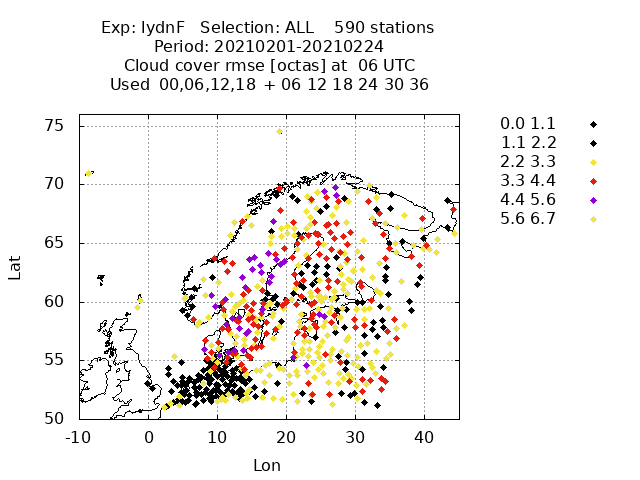 Exp: IydnF   Selection: ALL    590 stations
Period: 20210201-20210224
Cloud cover rmse [octas] at  06 UTC
Used  00,06,12,18  + 06 12 18 24 30 36
75
70
65
60
55
50
Lat
-10 0 10 20 30 40
Lon
0.0 1.1
1.1 2.2
2.2 3.3
3.3 4.4
4.4 5.6
5.6 6.7